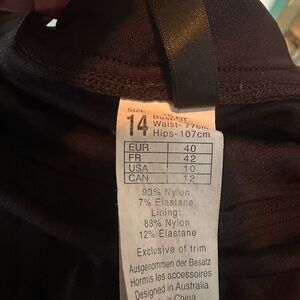 SIZE
14
Waist- 77cm
Hips-107cm
EUR 40
FR 42
USA 10
CAN 12
93% Nylon
7% Elastane
Lining:
88% Nylon
12% Elastane
Exclusive of trim
Ausgenommen der Besatz
Hormis les accessoires
Designed in Australia
China